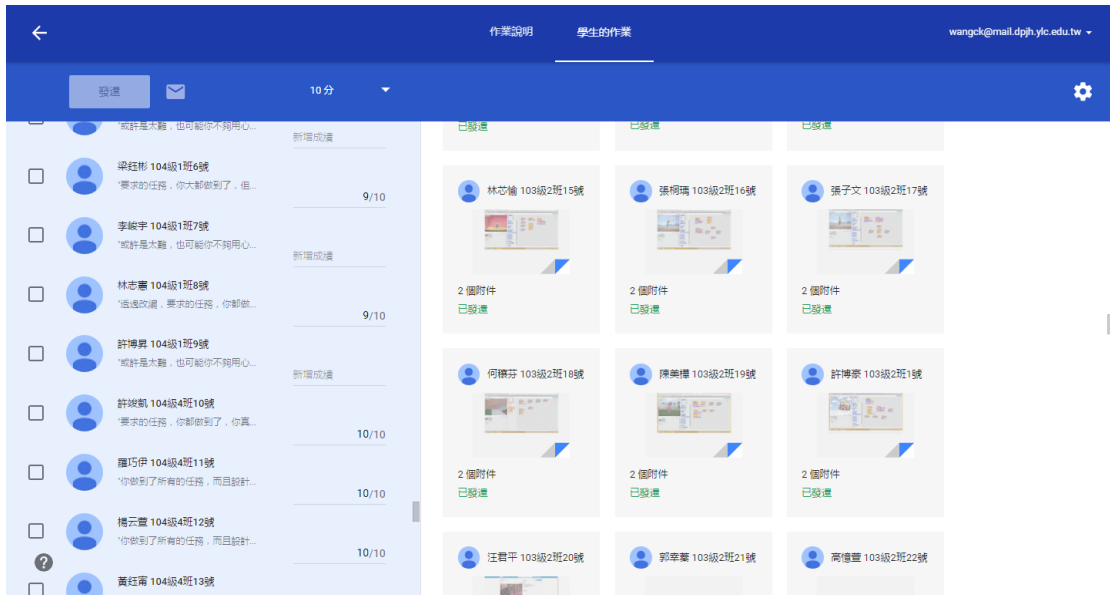 作業說明
學生的作業
wangck@mail.dpjh.ylc.edu.tw
發還
10 分
"或許是太難，也可能你不夠用心...
新增成績
梁鈺彬 104級1班6號
"要求的任務，你大都做到了，但...
9/10
李峻宇 104級1班7號
"或許是太難，也可能你不夠用心...
新增成績
林志憲 104級1班8號
"透過改編，要求的任務，你都做...
9/10
許博昇 104級1班9號
"或許是太難，也可能你不夠用心...
新增成績
許竣凱 104級4班10號
"要求的任務，你都做到了，你真...
10/10
羅巧伊 104級4班11號
"你做到了所有的任務，而且設計...
10/10
楊云萱 104級4班12號
"你做到了所有的任務，而且設計...
10/10
黃鈺甯 104級4班13號
已發還
已發還
已發還
林芯愉 103級2班15號
2 個附件
已發還
張柯瑀 103級2班16號
2 個附件
已發還
張子文 103級2班17號
2 個附件
已發還
何穗芬 103級2班18號
2 個附件
已發還
陳美樺 103級2班19號
2 個附件
已發還
許博豪 103級2班1號
2 個附件
已發還
汪君平 103級2班20號
郭幸蓁 103級2班21號
高憶萱 103級2班22號